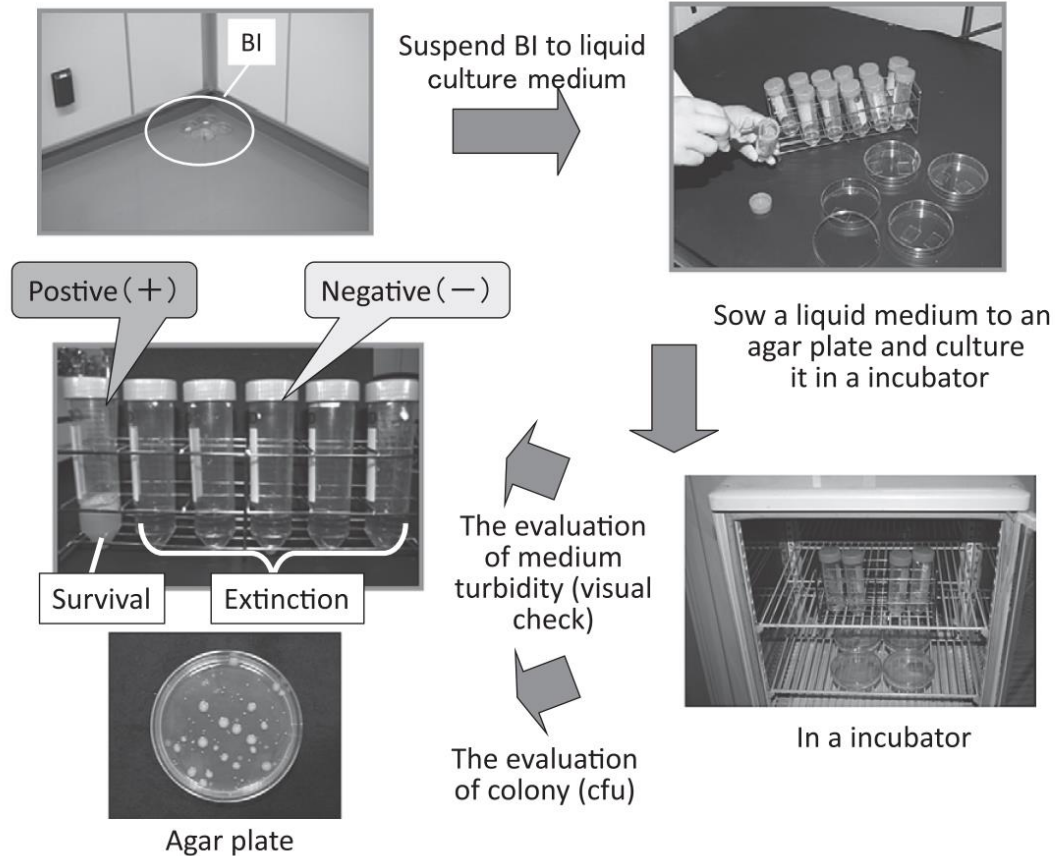 BI
Suspend BI to liquid
culture medium
Postive(+)
Negative(−)
Sow a liquid medium to an
agar plate and culture
it in a incubator
The evaluation
of medium
turbidity (visual
check)
Survival
Extinction
In a incubator
The evaluation
of colony (cfu)
Agar plate